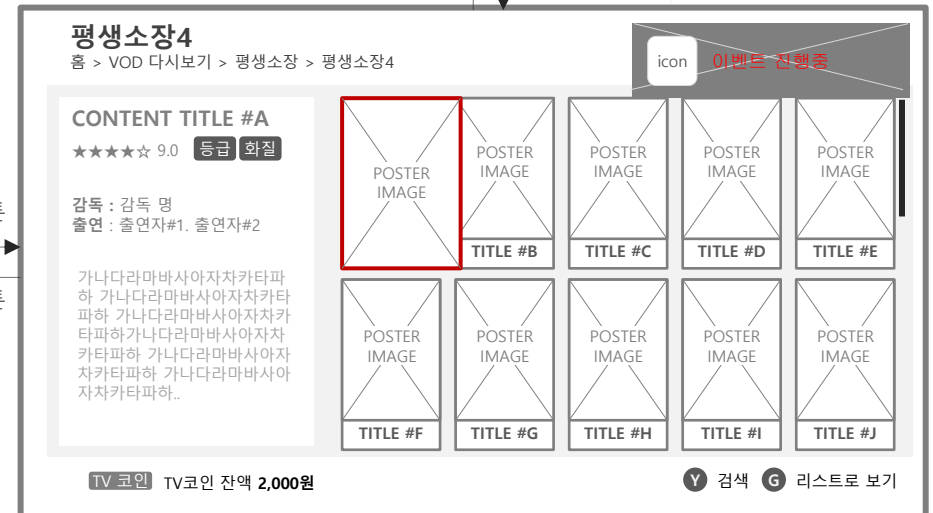 평생소장4
홈 > VOD 다시보기 > 평생소장 > 평생소장4
icon
이벤트 진행중
CONTENT TITLE #A
★★★★☆ 9.0 등급 화질
감독 : 감독 명
출연 : 출연자#1. 출연자#2
가나다라마바사아자차카타파
하 가나다라마바사아자차카타
파하 가나다라마바사아자차카
타파하가나다라마바사아자차
카타파하 가나다라마바사아자
차카타파하 가나다라마바사아
자차카타파하..
POSTER
IMAGE
POSTER
IMAGE
TITLE #B
POSTER
IMAGE
TITLE #C
POSTER
IMAGE
TITLE #D
POSTER
IMAGE
TITLE #E
POSTER
IMAGE
TITLE #F
POSTER
IMAGE
TITLE #G
POSTER
IMAGE
TITLE #H
POSTER
IMAGE
TITLE #I
POSTER
IMAGE
TITLE #J
TV 코인 TV코인 잔액 2,000원
Y 검색 G 리스트로 보기